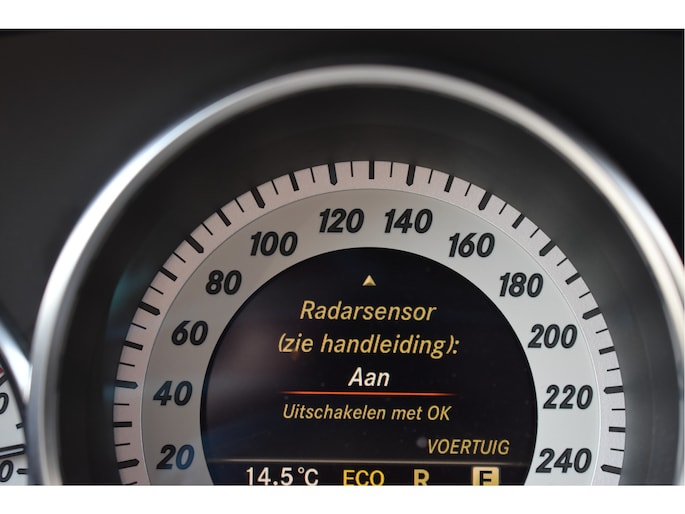 120 140
100 160
80 180
60 200
40 220
20 240
Radarsensor
(zie handleiding):
Aan
Uitschakelen met OK
VOERTUIG
14.5°C ECO R E